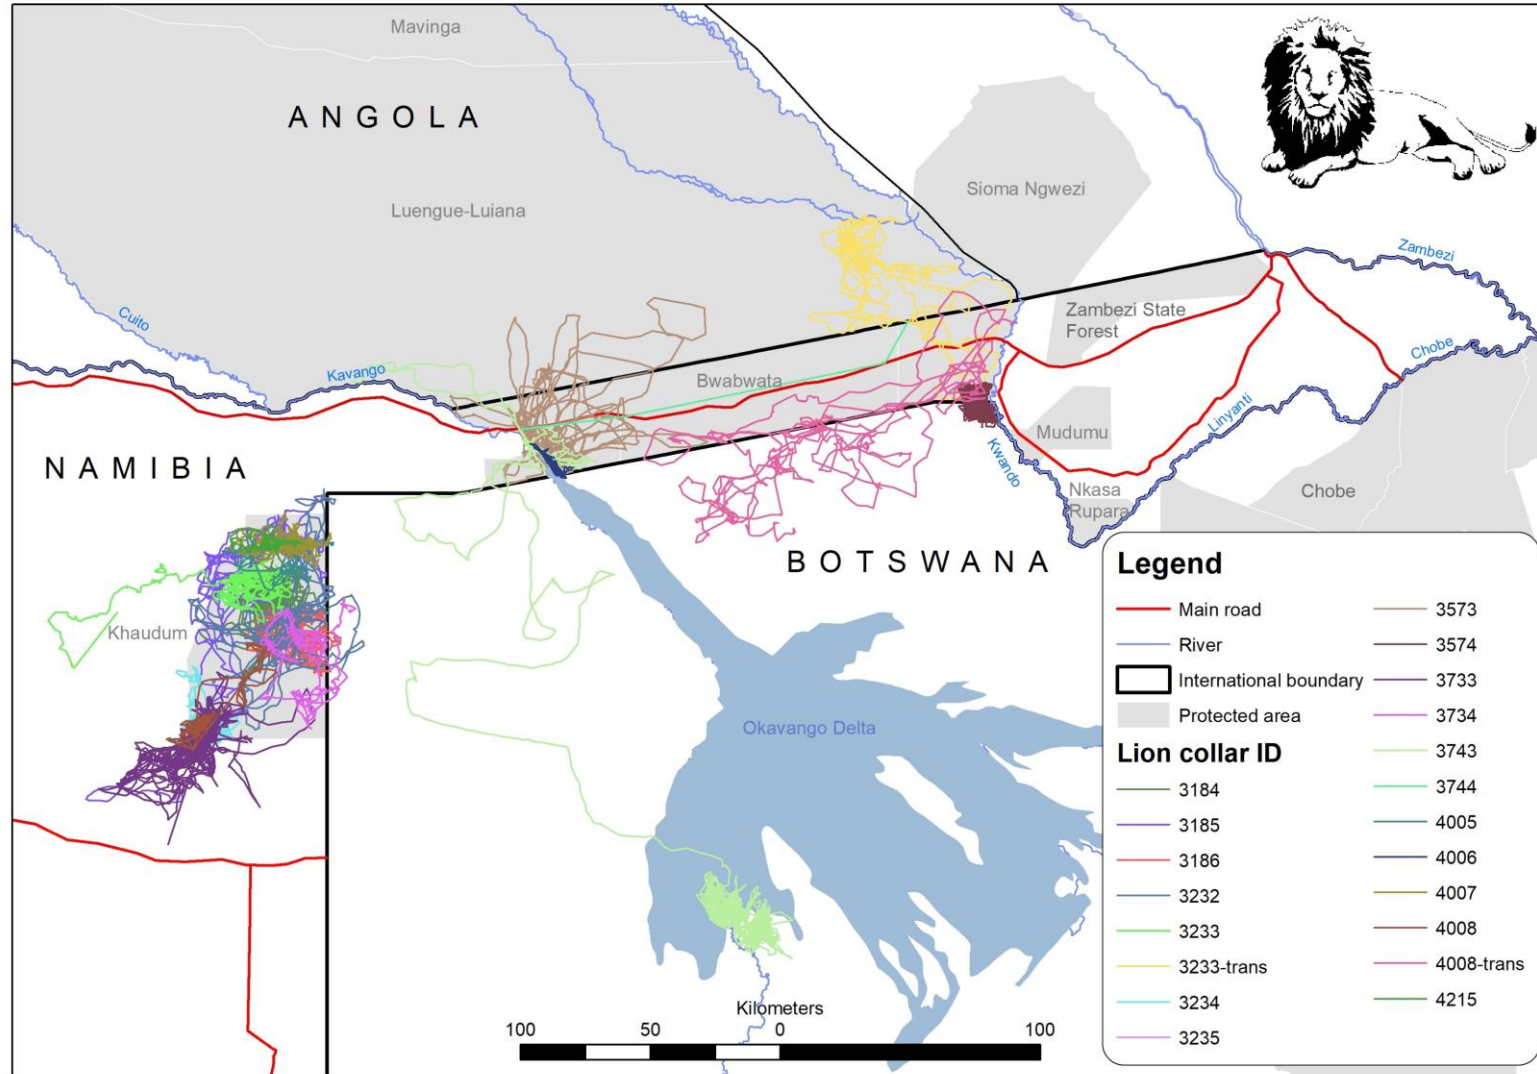 Mavinga
ANGOLA
Sioma Ngwezi
Luengue-Luiana
Zambezi
Cuito
Zambezi State
Forest
Chobe
Kavango
Bwabwata
Linyanti
Mudumu
NAMIBIA
Kwando
Nkasa
Rupara
Chobe
BOTSWANA
Khaudum
Okavango Delta
Kilometers
100 50 0 100
Legend
Main road
River
International boundary
Protected area
Lion collar ID
3184
3185
3186
3232
3233
3233-trans
3234
3235
3573
3574
3733
3734
3743
3744
4005
4006
4007
4008
4008-trans
4215